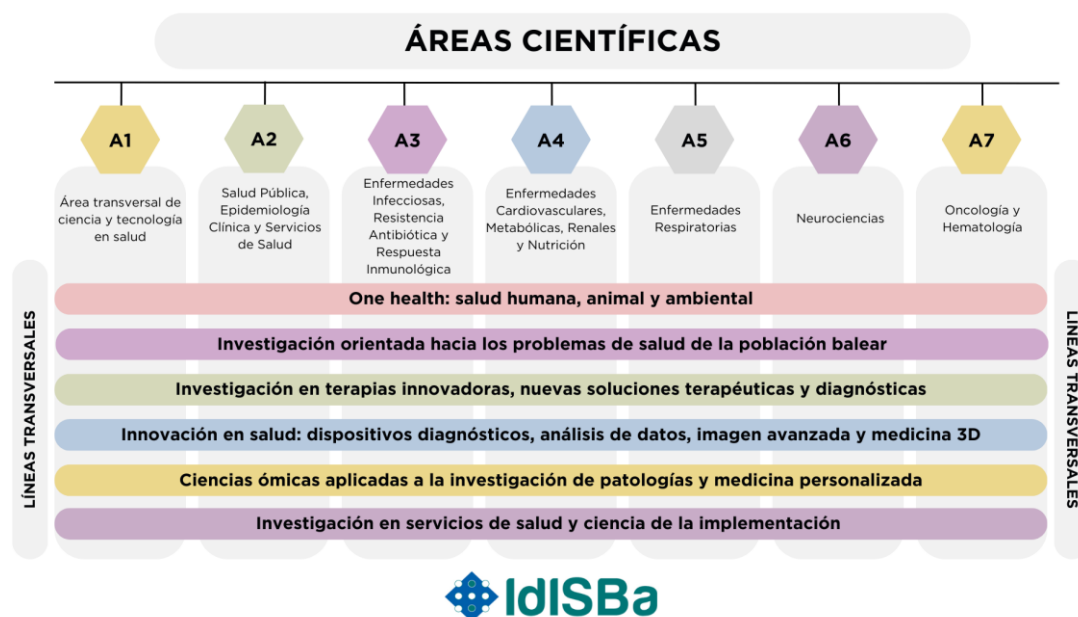 ÁREAS CIENTÍFICAS
A1
A2
A3
A4
A5
A6
A7
Área transversal de
ciencia y tecnología
en salud
Salud Pública,
Epidemiología
Clínica y Servicios
de Salud
Enfermedades
Infecciosas,
Resistencia
Antibiótica y
Respuesta
Inmunológica
Enfermedades
Cardiovasculares,
Metabólicas, Renales
y Nutrición
Enfermedades
Respiratorias
Neurociencias
Oncología y
Hematología
LÍNEAS TRANSVERSALES
One health: salud humana, animal y ambiental
Investigación orientada hacia los problemas de salud de la población balear
Investigación en terapias innovadoras, nuevas soluciones terapéuticas y diagnósticas
Innovación en salud: dispositivos diagnósticos, análisis de datos, imagen avanzada y medicina 3D
Ciencias ómicas aplicadas a la investigación de patologías y medicina personalizada
Investigación en servicios de salud y ciencia de la implementación
LÍNEAS TRANSVERSALES
IdISBa